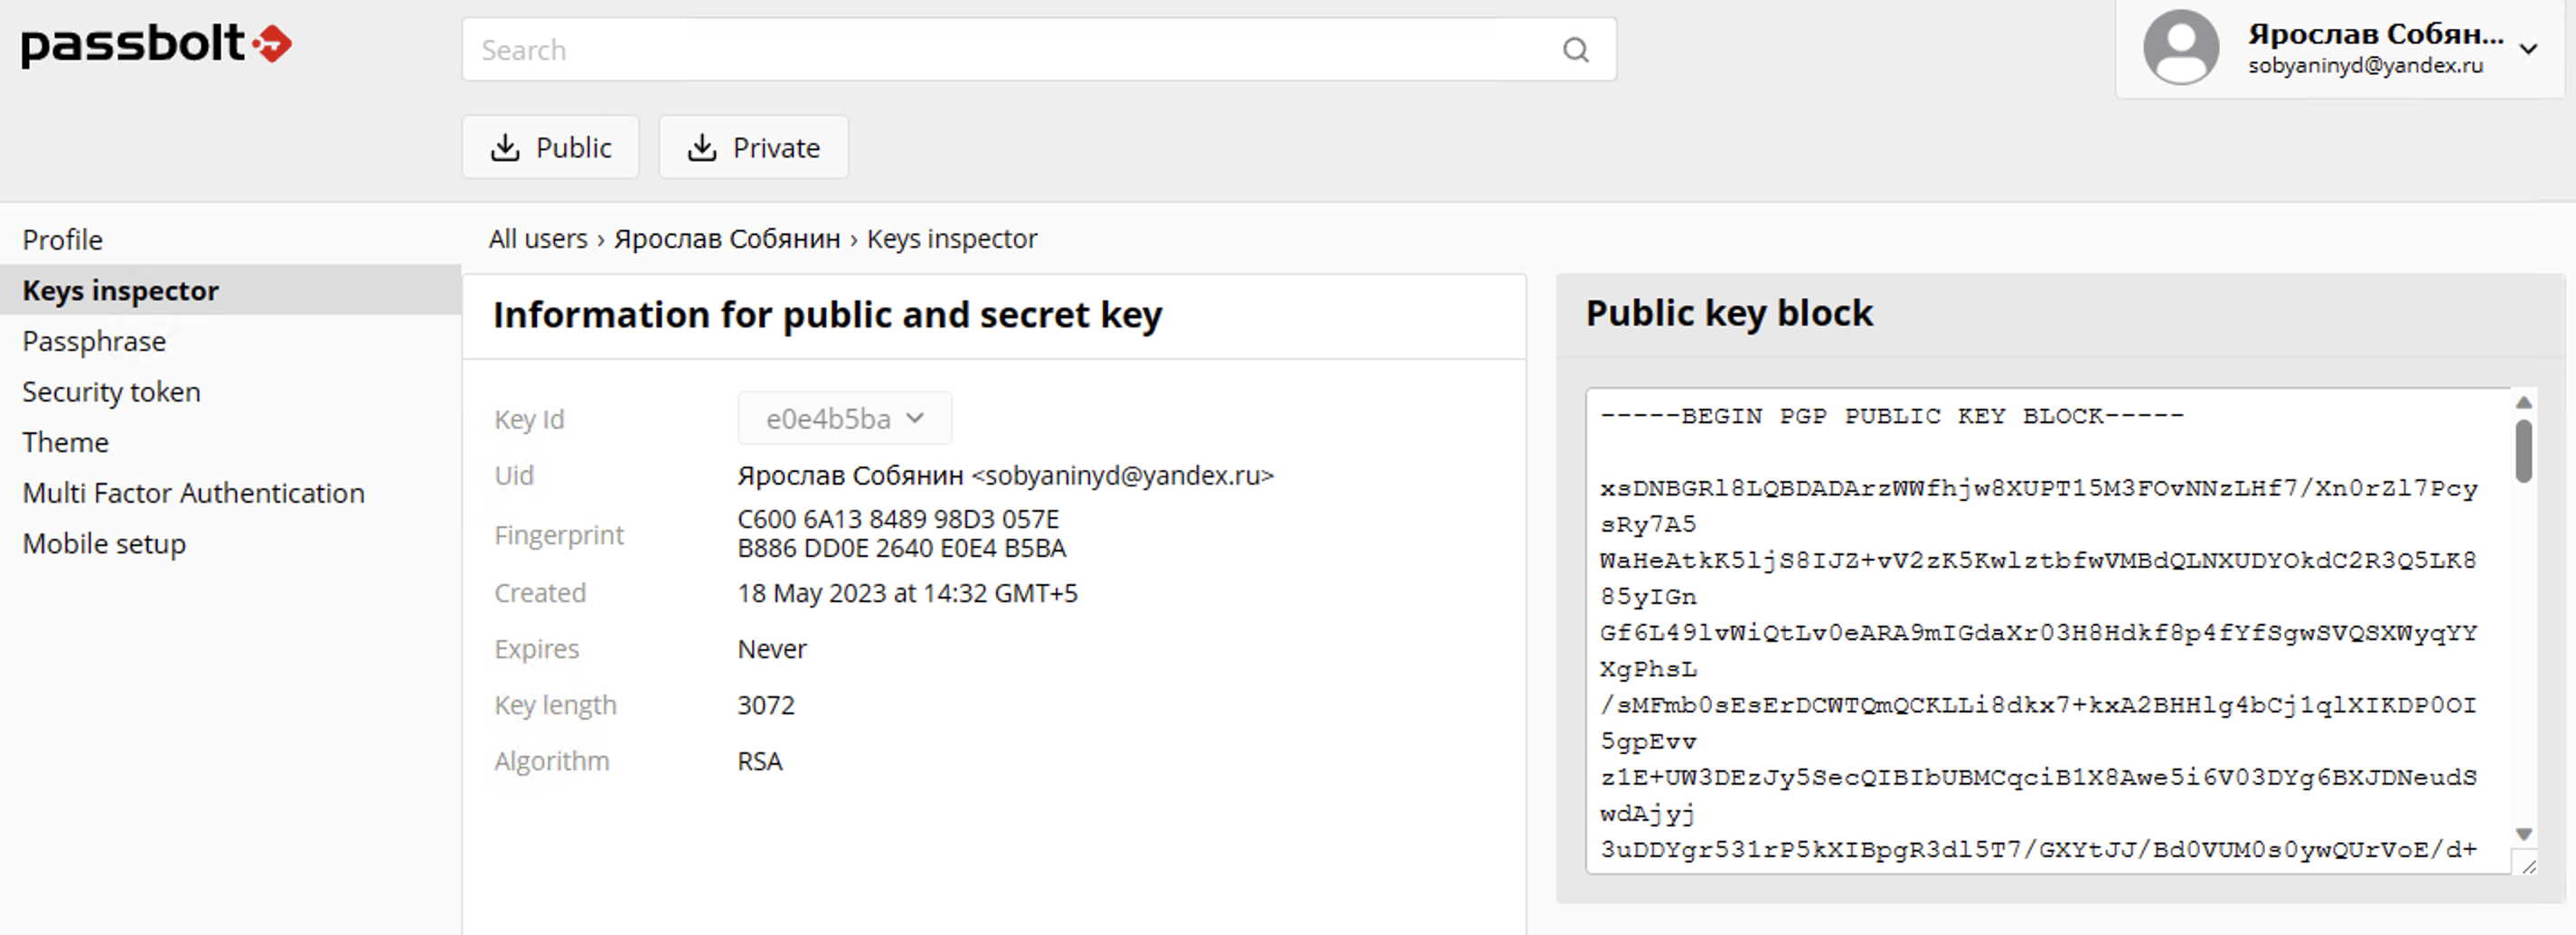 passbolt
Search
Ярослав Собян...
sobyaninyd@yandex.ru
Public
Private
Profile
Keys inspector
Passphrase
Security token
Theme
Multi Factor Authentication
Mobile setup
All users › Ярослав Собянин › Keys inspector
Information for public and secret key
Key Id e0e4b5ba
Uid Ярослав Собянин <sobyaninyd@yandex.ru>
Fingerprint C600 6A13 8489 98D3 057E
B886 DD0E 2640 E0E4 B5BA
Created 18 May 2023 at 14:32 GMT+5
Expires Never
Key length 3072
Algorithm RSA
Public key block
-----BEGIN PGP PUBLIC KEY BLOCK-----
xsDNBGRl8LQBDADArzWWfhjw8XUPT15M3FOvNNzLHf7/Xn0rZl7Pcy
sRy7A5
WaHeAtkK5ljS8IJZ+vV2zK5KwlztbfwVMBdQLNXUDYOkdC2R3Q5LK8
85yIGn
Gf6L49lvWiQtLv0eARA9mIGdaXr03H8Hdkf8p4fYfSgwSVQSXWyqYY
XgPhsL
/sMFmb0sEsErDCWTQmQCKLLi8dkx7+kxA2BHHlg4bCj1qlXIKDP0OI
5gpEvv
z1E+UW3DEzJy5SecQIBIbUBMCqciB1X8Awe5i6V03DYg6BXJDNeudS
wdAjyj
3uDDYgr531rP5kXIBpgR3dl5T7/GXYtJJ/Bd0VUM0s0ywQUrVoE/d+